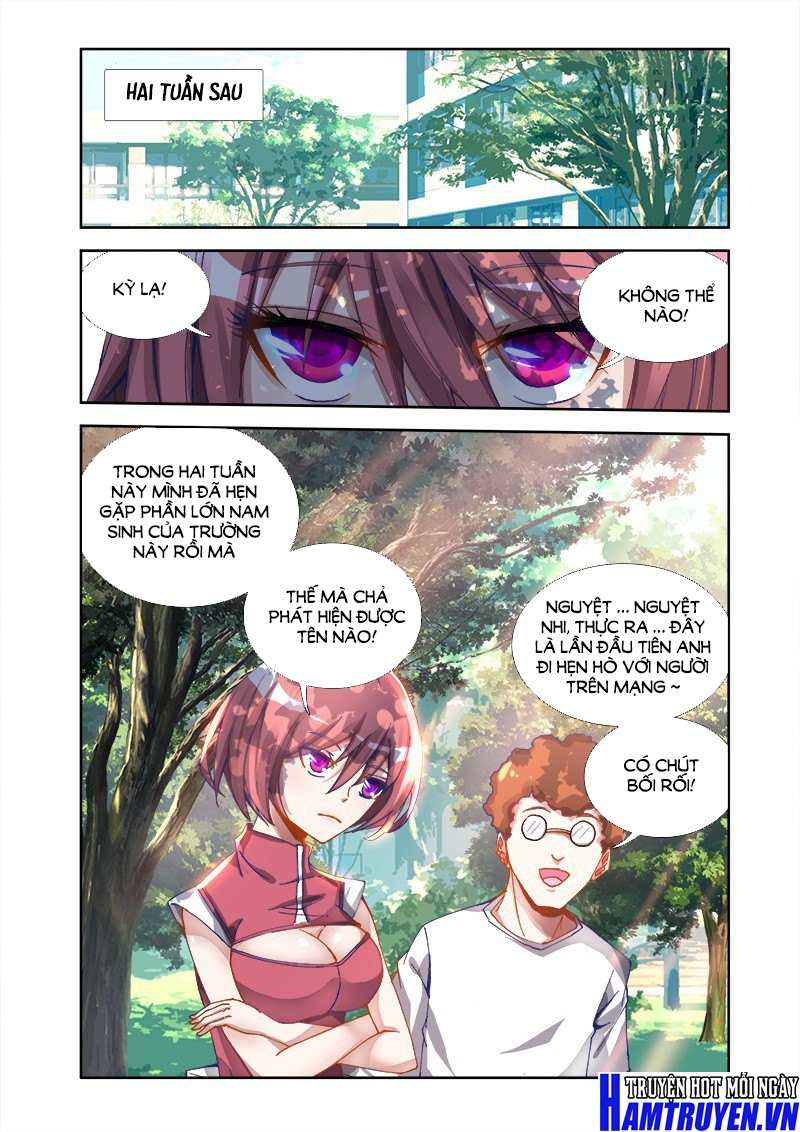 HAI TUẦN SAU
KỲ LẠ!
KHÔNG THỂ
NÀO!
TRONG HAI TUẦN
NÀY MÌNH ĐÃ HẸN
GẶP PHẦN LỚN NAM
SINH CỦA TRƯỜNG
NÀY RỒI MÀ
THẾ MÀ CHẢ
PHÁT HIỆN ĐƯỢC
TÊN NÀO!
NGUYỆT ... NGUYỆT
NHI, THỰC RA ... ĐÂY
LÀ LẦN ĐẦU TIÊN ANH
ĐI HẸN HÒ VỚI NGƯỜI
TRÊN MẠNG ~
CÓ CHÚT
BỐI RỐI!
TRUYỆN HOT MỖI NGÀY
HAMTRUYEN.VN